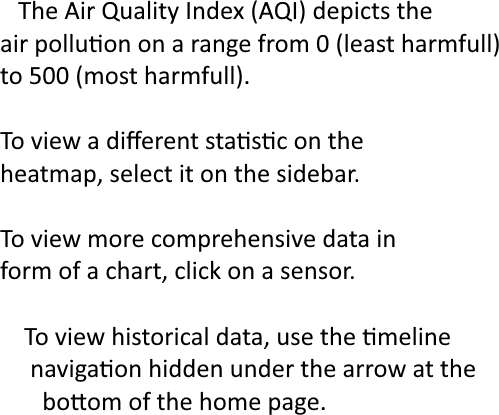 The Air Quality Index (AQI) depicts the
air pollution on a range from 0 (least harmfull)
to 500 (most harmfull).
To view a different statistic on the
heatmap, select it on the sidebar.
To view more comprehensive data in
form of a chart, click on a sensor.
To view historical data, use the timeline
navigation hidden under the arrow at the
bottom of the home page.